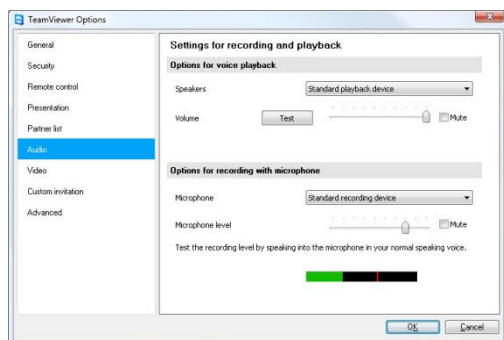 TeamViewer Options
General
Security
Remote control
Presentation
Partner list
Audio
Video
Custom invitation
Advanced
Settings for recording and playback
Options for voice playback
Speakers
Standard playback device
Volume
Test
Mute
Options for recording with microphone
Microphone
Standard recording device
Microphone level
Mute
Test the recording level by speaking into the microphone in your normal speaking voice.
OK
Cancel